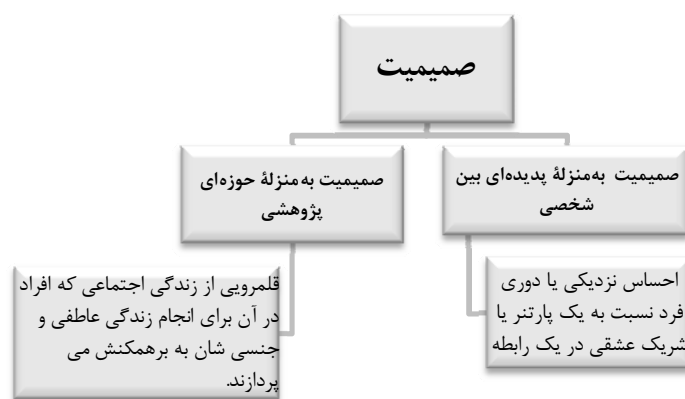 صمیمیت
صمیمیت به‌منزلهٔ پدیده‌ای بین
شخصی
احساس نزدیکی یا دوری
فرد نسبت به یک پارتنر یا
شریک عشقی در یک رابطه
صمیمیت به‌منزلهٔ حوزه‌ای
پژوهشی
قلمرویی از زندگی اجتماعی که افراد
در آن برای انجام زندگی عاطفی و
جنسی شان به برهمکنش می
پردازند.